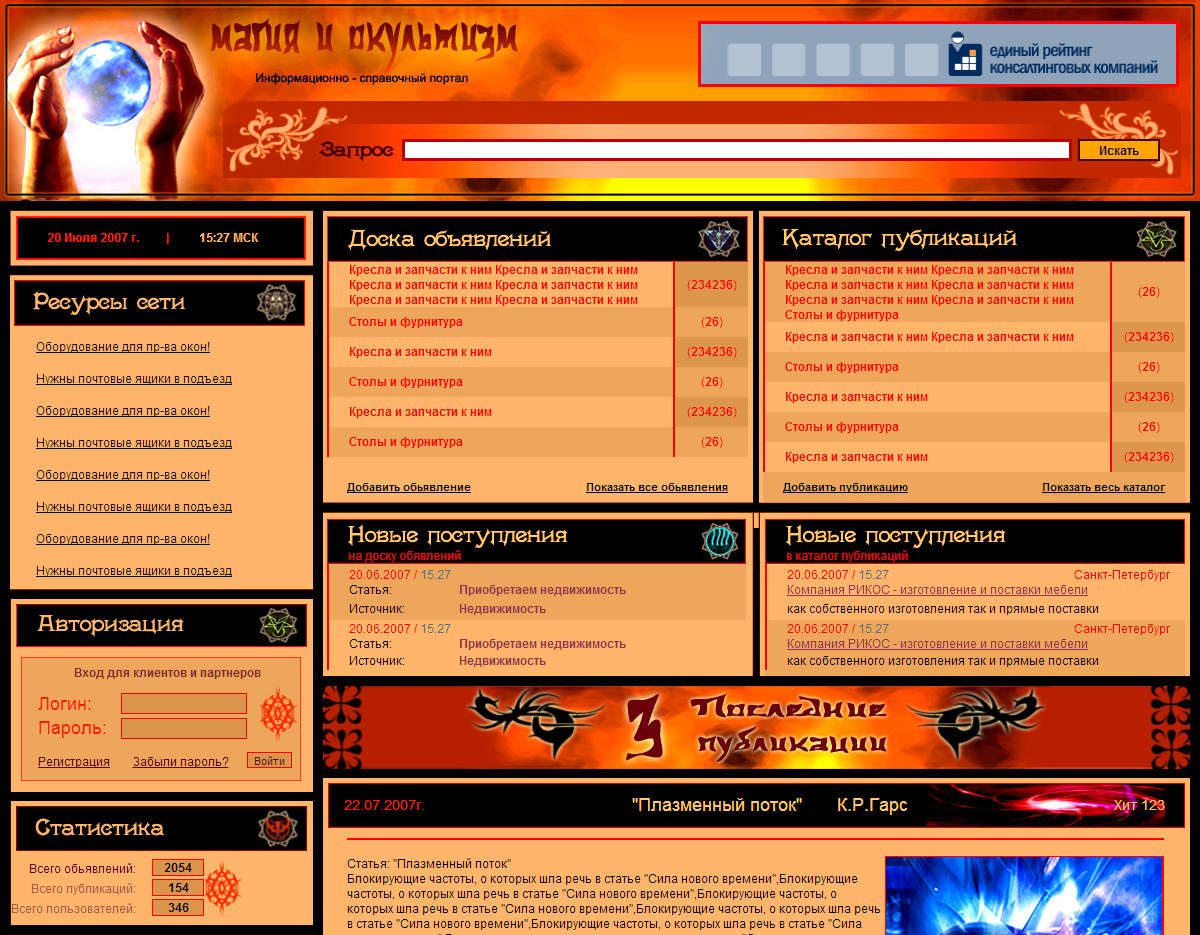 магия и окультизм
Информационно - справочный портал
единый рейтинг
консалтинговых компаний
Запрос
Искать
20 Июля 2007 г. | 15:27 МСК
Ресурсы сети
Оборудование для пр-ва окон!
Нужны почтовые ящики в подъезд
Оборудование для пр-ва окон!
Нужны почтовые ящики в подъезд
Оборудование для пр-ва окон!
Нужны почтовые ящики в подъезд
Оборудование для пр-ва окон!
Нужны почтовые ящики в подъезд
Авторизация
Вход для клиентов и партнеров
Логин:
Пароль:
Регистрация Забыли пароль? Войти
Статистика
Всего обьявлений: 2054
Всего публикаций: 154
Всего пользователей: 346
Доска объявлений
Кресла и запчасти к ним Кресла и запчасти к ним
Кресла и запчасти к ним Кресла и запчасти к ним (234236)
Кресла и запчасти к ним Кресла и запчасти к ним
Столы и фурнитура (26)
Кресла и запчасти к ним (234236)
Столы и фурнитура (26)
Кресла и запчасти к ним (234236)
Столы и фурнитура (26)
Добавить обьявление Показать все обьявления
Каталог публикаций
Кресла и запчасти к ним Кресла и запчасти к ним
Кресла и запчасти к ним Кресла и запчасти к ним (26)
Кресла и запчасти к ним Кресла и запчасти к ним
Столы и фурнитура
Кресла и запчасти к ним Кресла и запчасти к ним (234236)
Столы и фурнитура (26)
Кресла и запчасти к ним (234236)
Столы и фурнитура (26)
Кресла и запчасти к ним (234236)
Добавить публикацию Показать весь каталог
Новые поступления
на доску обявлений
20.06.2007 / 15.27
Статья: Приобретаем недвижимость
Источник: Недвижимость
20.06.2007 / 15.27
Статья: Приобретаем недвижимость
Источник: Недвижимость
Новые поступления
в каталог публикаций
20.06.2007 / 15.27 Санкт-Петербург
Компания РИКОС - изготовление и поставки мебели
как собственного изготовления так и прямые поставки
20.06.2007 / 15.27 Санкт-Петербург
Компания РИКОС - изготовление и поставки мебели
как собственного изготовления так и прямые поставки
3 Последние
публикации
22.07.2007г. "Плазменный поток" К.Р.Гарс Хит 123
Статья: "Плазменный поток"
Блокирующие частоты, о которых шла речь в статье "Сила нового времени",Блокирующие
частоты, о которых шла речь в статье "Сила нового времени",Блокирующие частоты, о
которых шла речь в статье "Сила нового времени",Блокирующие частоты, о которых шла речь
в статье "Сила нового времени",Блокирующие частоты, о которых шла речь в статье "Сила